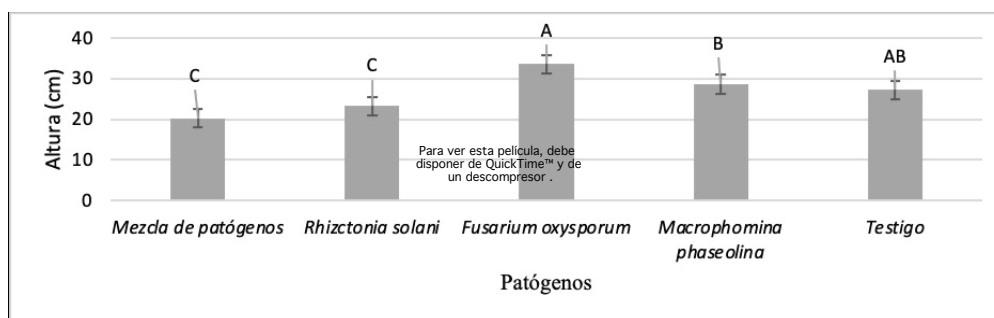 40
30
20
10
0
Altura (cm)
C
C
A
B
AB
Para ver esta película, debe
disponer de QuickTime™ y de
un descompresor .
Mezcla de patógenos
Rhizctonia solani
Fusarium oxysporum
Macrophomina
phaseolina
Testigo
Patógenos